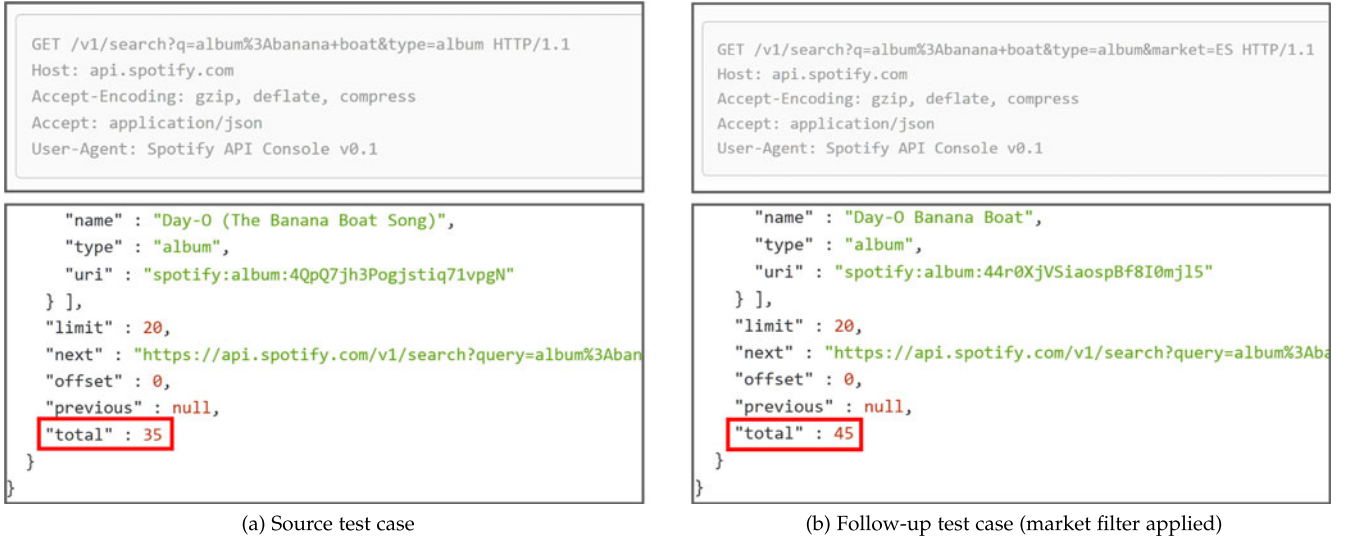 GET /v1/search?q=album%3Abanana+boat&type=album HTTP/1.1
Host: api.spotify.com
Accept-Encoding: gzip, deflate, compress
Accept: application/json
User-Agent: Spotify API Console v0.1
"name" : "Day-O (The Banana Boat Song)",
"type" : "album",
"uri" : "spotify:album:4QpQ7jh3Pogjstiq71vpgN"
} ],
"limit" : 20,
"next" : "https://api.spotify.com/v1/search?query=album%3Aban
"offset" : 0,
"previous" : null,
"total" : 35
}
}
(a) Source test case
GET /v1/search?q=album%3Abanana+boat&type=album&market=ES HTTP/1.1
Host: api.spotify.com
Accept-Encoding: gzip, deflate, compress
Accept: application/json
User-Agent: Spotify API Console v0.1
"name" : "Day-O Banana Boat",
"type" : "album",
"uri" : "spotify:album:44r0XjVSiaospBf8I0mjl5"
} ],
"limit" : 20,
"next" : "https://api.spotify.com/v1/search?query=album%3Aba
"offset" : 0,
"previous" : null,
"total" : 45
}
}
(b) Follow-up test case (market filter applied)